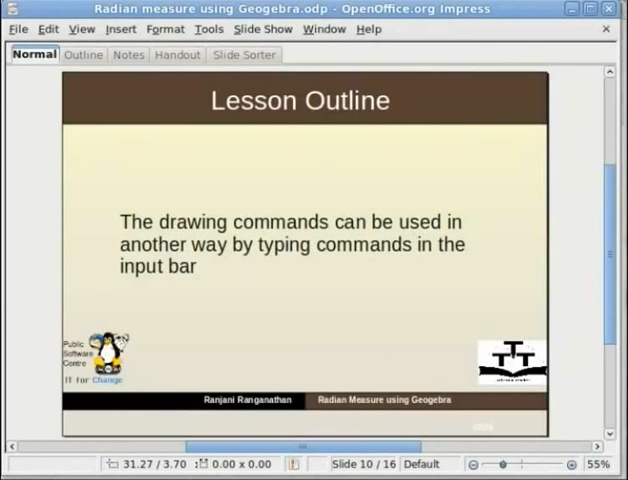 Radian measure using Geogebra.odp - OpenOffice.org Impress
File Edit View Insert Format Tools Slide Show Window Help
Normal Outline Notes Handout Slide Sorter
Lesson Outline
The drawing commands can be used in
another way by typing commands in the
input bar
Public
Software
Centre
IT for Change
TTT
Ranjani Ranganathan Radian Measure using Geogebra
31.27 / 3.70 0.00 x 0.00 Slide 10 / 16 Default 55%